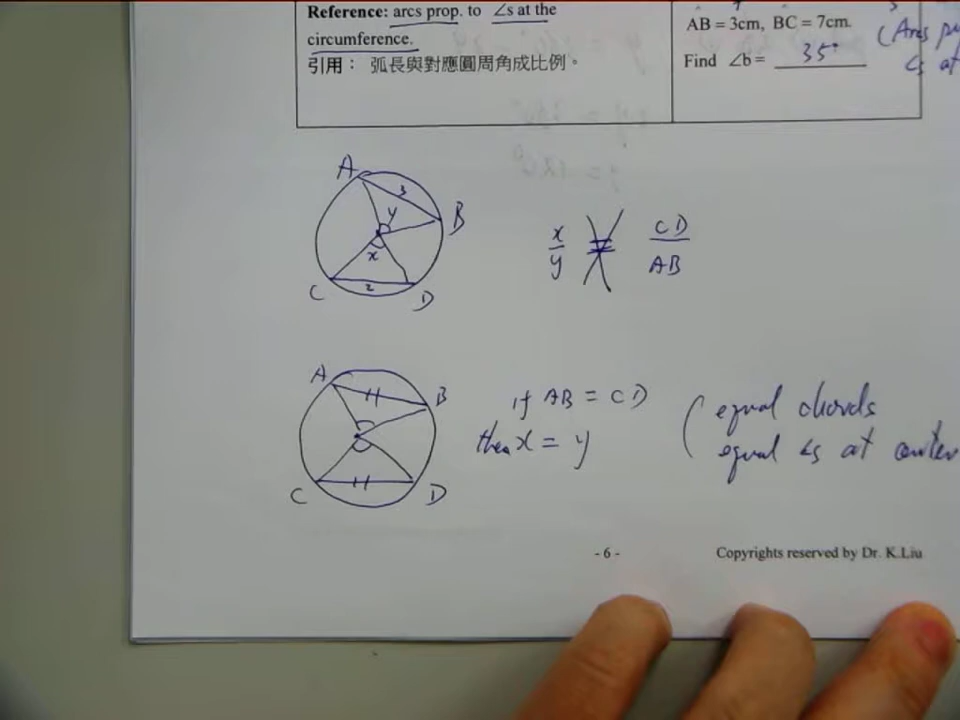 Reference: arcs prop. to ∠s at the
circumference.
引用： 弧長與對應圓周角成比例。
AB = 3cm, BC = 7cm.
Find ∠b = 35°
(Arcs
∠s at
A
3
y
B
x
C
2
D
x/y ≠ CD/AB
A
B
C
D
if AB = CD
then x = y
( equal chords
equal ∠s at center
- 6 -
Copyrights reserved by Dr. K.Liu